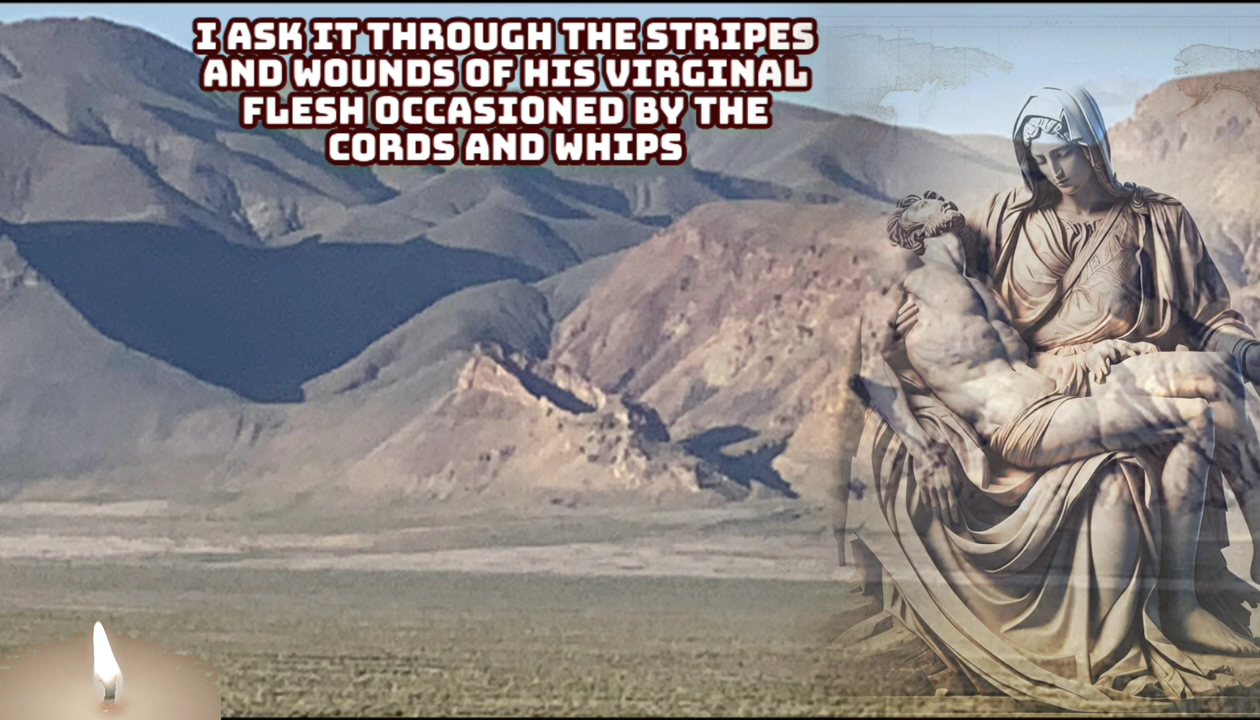 I ASK IT THROUGH THE STRIPES
AND WOUNDS OF HIS VIRGINAL
FLESH OCCASIONED BY THE
CORDS AND WHIPS